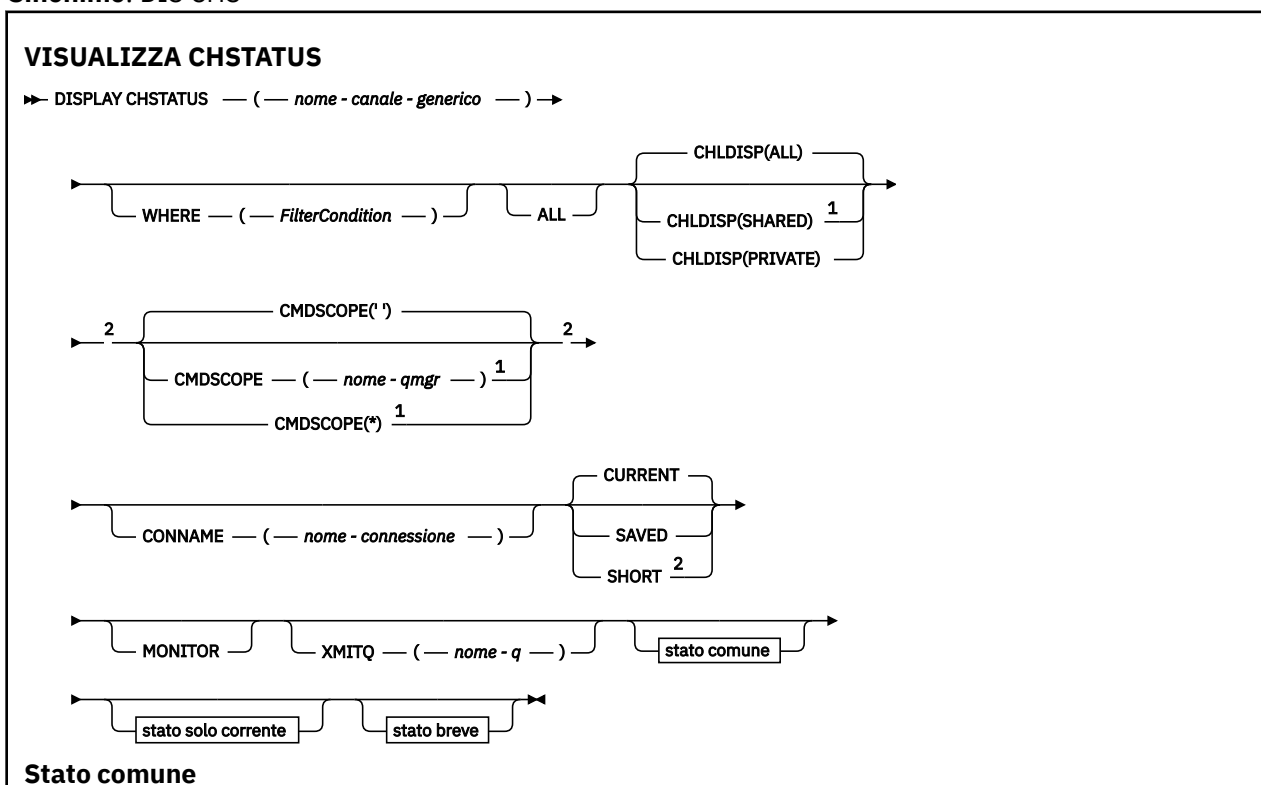 Sinonimo: DIS CHS
VISUALIZZA CHSTATUS
DISPLAY CHSTATUS ( nome - canale - generico )
CHLDISP(ALL)
WHERE ( FilterCondition ) ALL CHLDISP(SHARED) 1
CHLDISP(PRIVATE)
CMDSCOPE(' ')
2 2
CMDSCOPE ( nome - qmgr ) 1
CMDSCOPE(*) 1
CURRENT
CONNAME ( nome - connessione ) SAVED
SHORT 2
MONITOR XMITQ ( nome - q ) stato comune
stato solo corrente stato breve
Stato comune